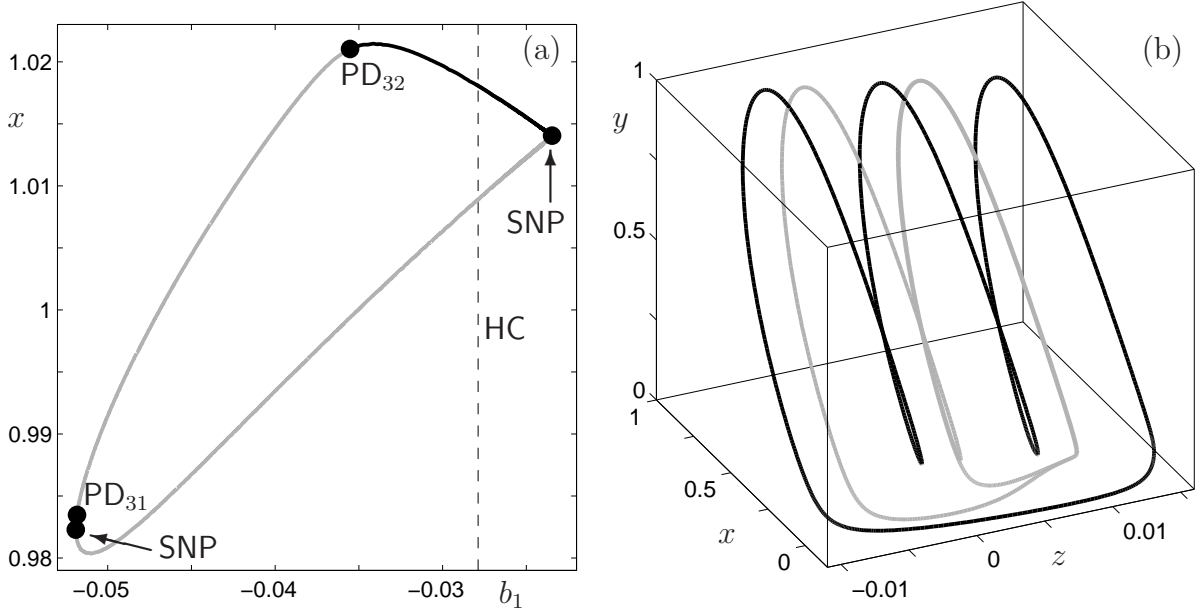 (a)
1.02
PD₃₂
x
1.01
SNP
1
HC
0.99
PD₃₁
SNP
0.98
−0.05
−0.04
−0.03
b₁
(b)
1
y
0.5
0
1
0.5
x
0
−0.01
0
z
0.01